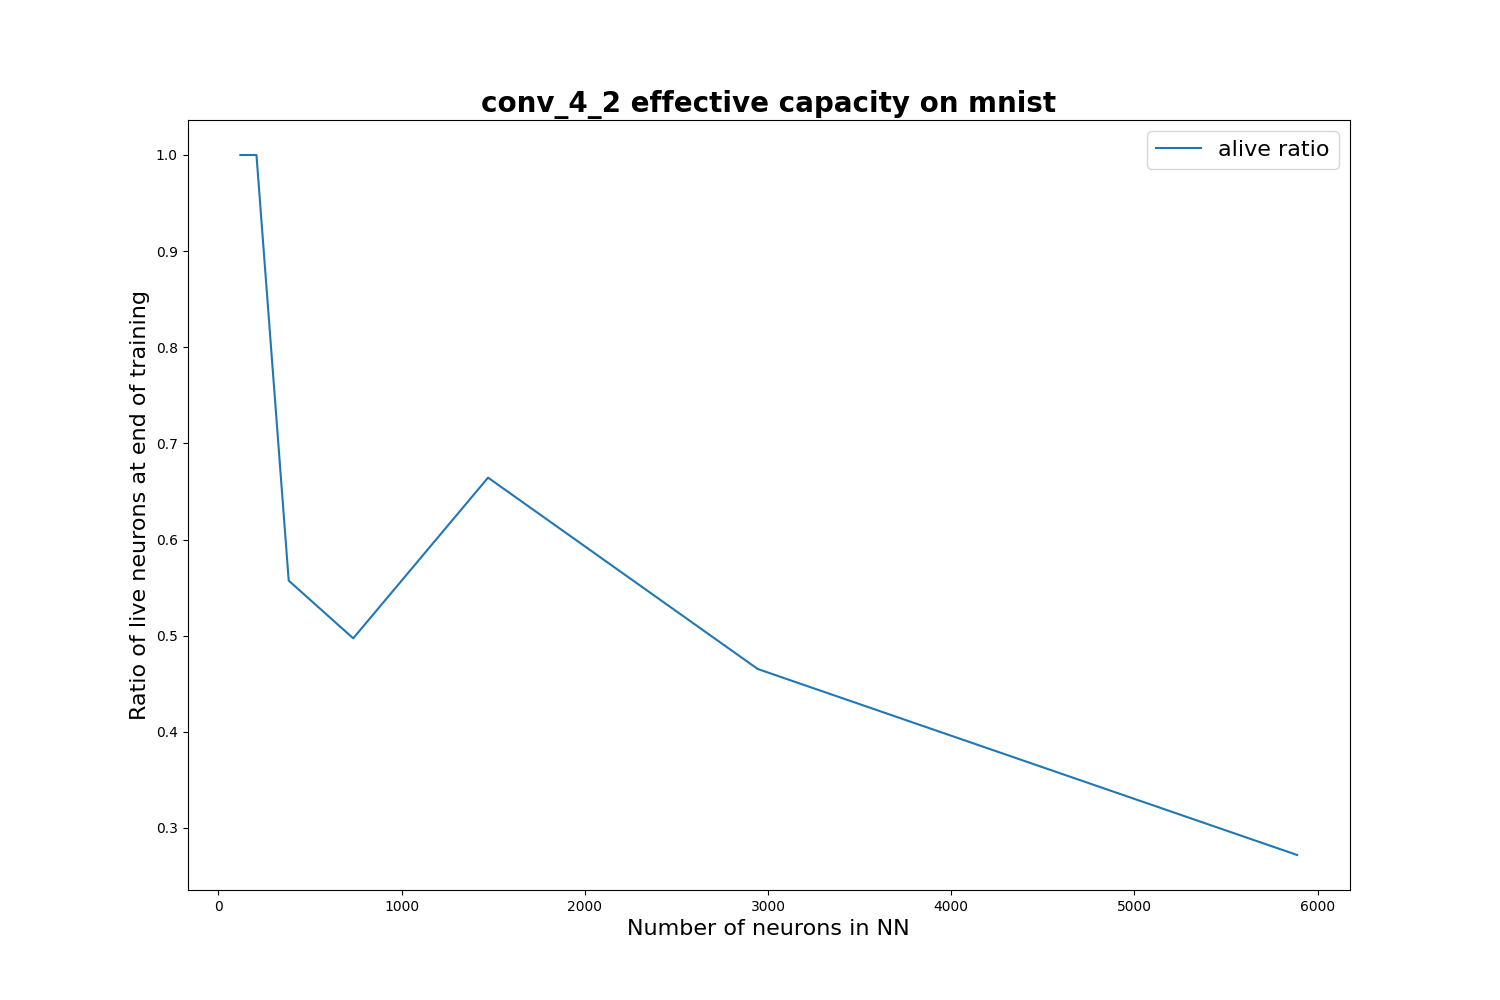 conv_4_2 effective capacity on mnist
alive ratio
Ratio of live neurons at end of training
1.0
0.9
0.8
0.7
0.6
0.5
0.4
0.3
0 1000 2000 3000 4000 5000 6000
Number of neurons in NN